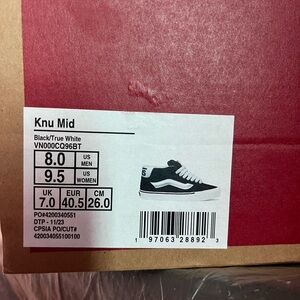 Knu Mid
Black/True White
VN000CQ96BT
8.0 US MEN
9.5 US WOMEN
UK EUR CM
7.0 40.5 26.0
PO#4200340551
DTP - 11/23
CPSIA PO/CUT#
420034055100100
1 97063 28892 3